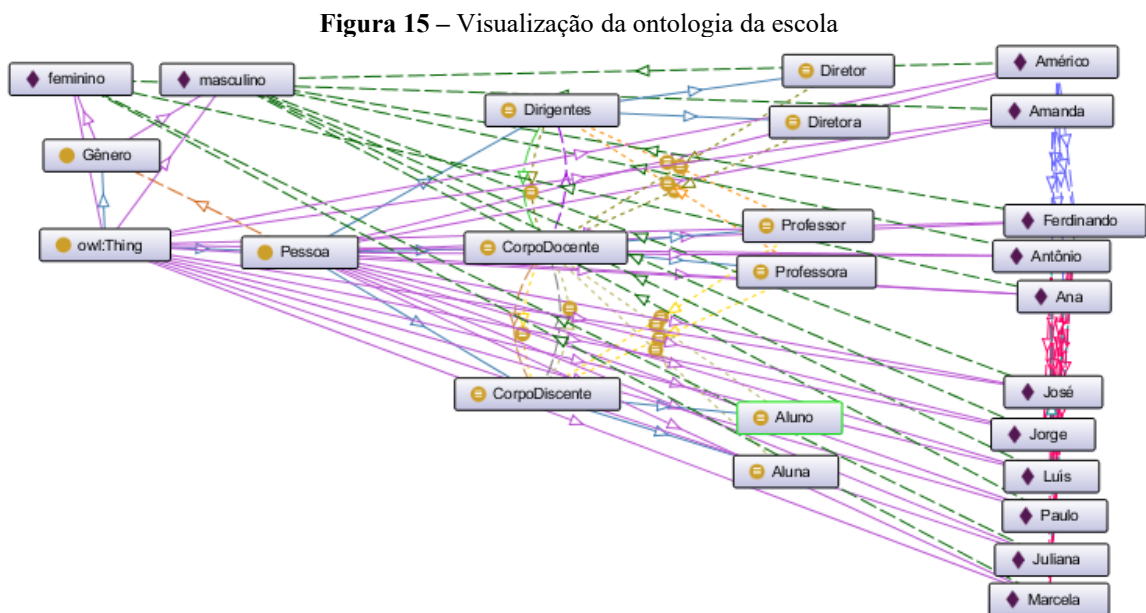 Figura 15 – Visualização da ontologia da escola
feminino
masculino
Diretor
Américo
Dirigentes
Diretora
Amanda
Gênero
owl:Thing
Pessoa
CorpoDocente
Professor
Ferdinando
Professora
Antônio
Ana
CorpoDiscente
Aluno
José
Jorge
Aluna
Luís
Paulo
Juliana
Marcela